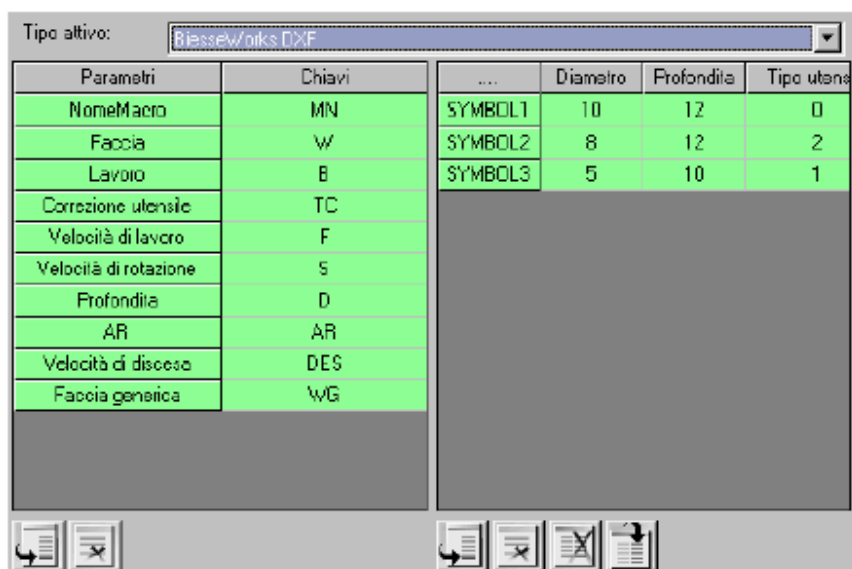 Tipo attivo: BiesseWorks DXF
Parametri Chiavi .... Diametro Profondita Tipo utens
NomeMacro MN SYMBOL1 10 12 0
Faccia W SYMBOL2 8 12 2
Lavoro B SYMBOL3 5 10 1
Correzione utensile TC
Velocità di lavoro F
Velocità di rotazione S
Profondita D
AR AR
Velocità di discesa DES
Faccia generica WG